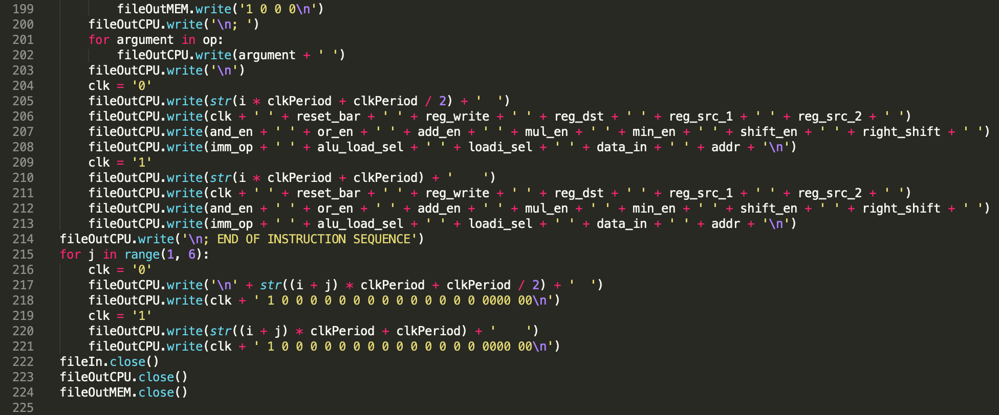 199 fileOutMEM.write('1 0 0 0\n')
200 fileOutCPU.write('\n; ')
201 for argument in op:
202 fileOutCPU.write(argument + ' ')
203 fileOutCPU.write('\n')
204 clk = '0'
205 fileOutCPU.write(str(i * clkPeriod + clkPeriod / 2) + '  ')
206 fileOutCPU.write(clk + ' ' + reset_bar + ' ' + reg_write + ' ' + reg_dst + ' ' + reg_src_1 + ' ' + reg_src_2 + ' ')
207 fileOutCPU.write(and_en + ' ' + or_en + ' ' + add_en + ' ' + mul_en + ' ' + min_en + ' ' + shift_en + ' ' + right_shift + ' ')
208 fileOutCPU.write(imm_op + ' ' + alu_load_sel + ' ' + loadi_sel + ' ' + data_in + ' ' + addr + '\n')
209 clk = '1'
210 fileOutCPU.write(str(i * clkPeriod + clkPeriod) + '    ')
211 fileOutCPU.write(clk + ' ' + reset_bar + ' ' + reg_write + ' ' + reg_dst + ' ' + reg_src_1 + ' ' + reg_src_2 + ' ')
212 fileOutCPU.write(and_en + ' ' + or_en + ' ' + add_en + ' ' + mul_en + ' ' + min_en + ' ' + shift_en + ' ' + right_shift + ' ')
213 fileOutCPU.write(imm_op + ' ' + alu_load_sel + ' ' + loadi_sel + ' ' + data_in + ' ' + addr + '\n')
214 fileOutCPU.write('\n; END OF INSTRUCTION SEQUENCE')
215 for j in range(1, 6):
216 clk = '0'
217 fileOutCPU.write('\n' + str((i + j) * clkPeriod + clkPeriod / 2) + '  ')
218 fileOutCPU.write(clk + ' 1 0 0 0 0 0 0 0 0 0 0 0 0 0 0 0000 00\n')
219 clk = '1'
220 fileOutCPU.write(str((i + j) * clkPeriod + clkPeriod) + '    ')
221 fileOutCPU.write(clk + ' 1 0 0 0 0 0 0 0 0 0 0 0 0 0 0 0000 00\n')
222 fileIn.close()
223 fileOutCPU.close()
224 fileOutMEM.close()
225